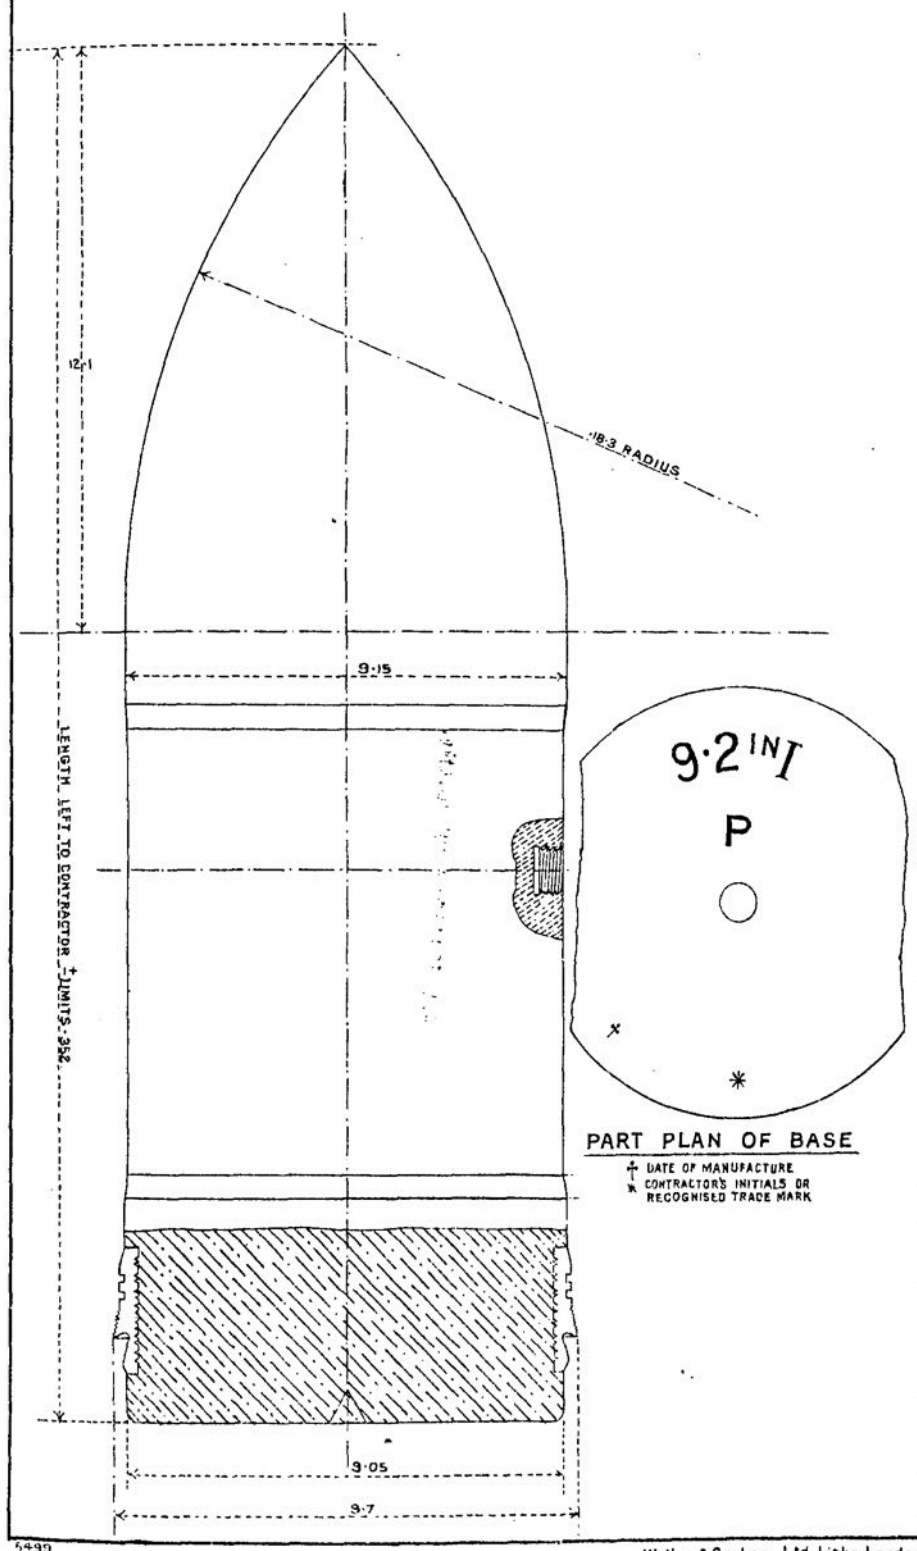 12·1
·18·3 RADIUS
9·15
LENGTH LEFT TO CONTRACTOR ± LIMITS·352
9·2 IN I
P
PART PLAN OF BASE
† DATE OF MANUFACTURE
* CONTRACTOR'S INITIALS OR
RECOGNISED TRADE MARK
9·05
9·7
5499